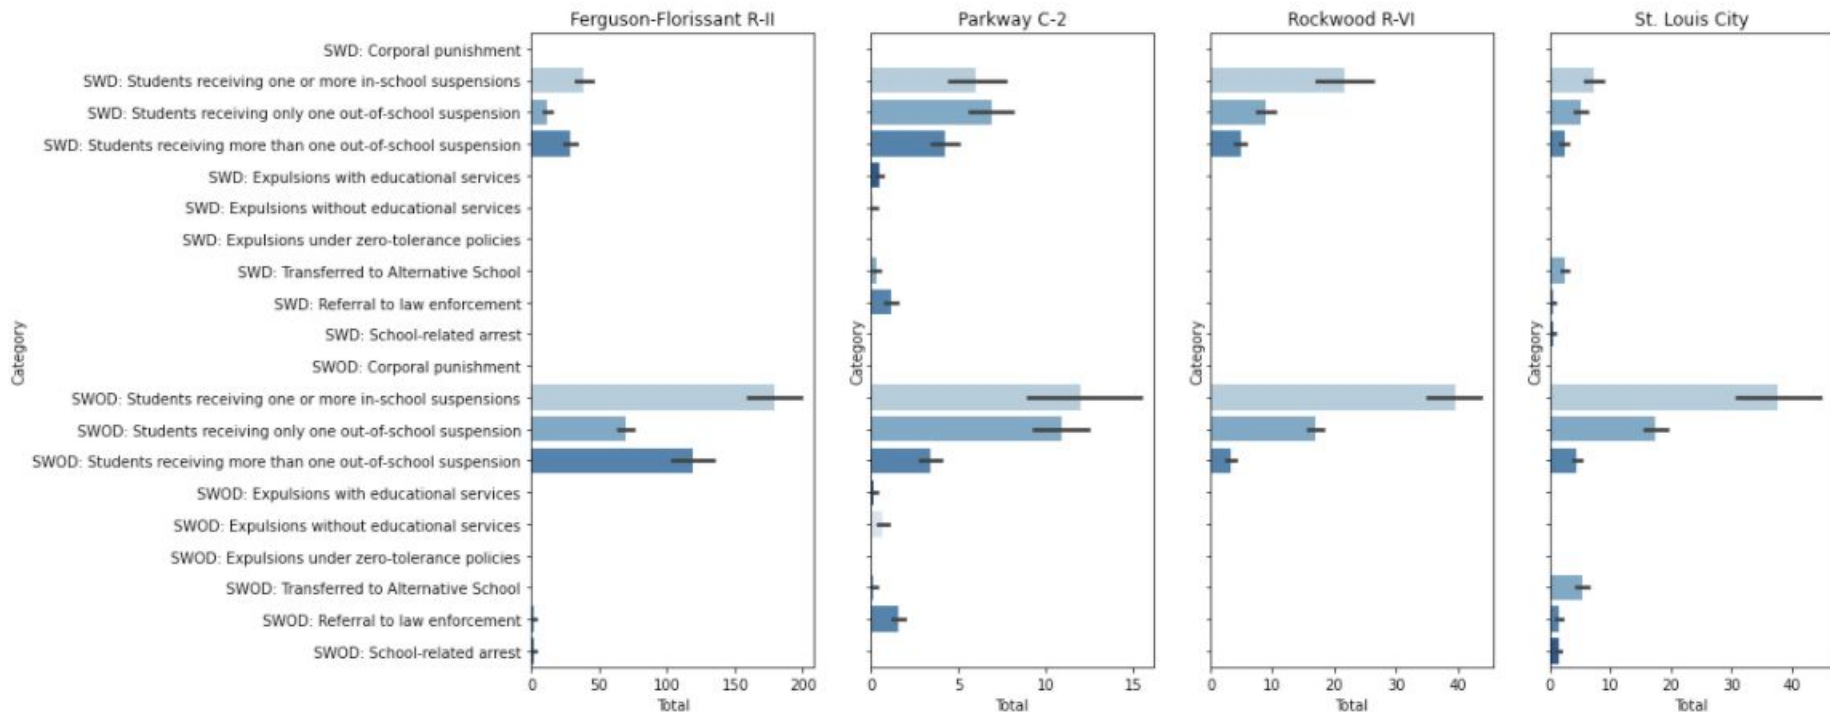 Ferguson-Florissant R-II Parkway C-2 Rockwood R-VI St. Louis City
SWD: Corporal punishment
SWD: Students receiving one or more in-school suspensions
SWD: Students receiving only one out-of-school suspension
SWD: Students receiving more than one out-of-school suspension
SWD: Expulsions with educational services
SWD: Expulsions without educational services
SWD: Expulsions under zero-tolerance policies
SWD: Transferred to Alternative School
SWD: Referral to law enforcement
SWD: School-related arrest
Category Category Category Category
SWOD: Corporal punishment
SWOD: Students receiving one or more in-school suspensions
SWOD: Students receiving only one out-of-school suspension
SWOD: Students receiving more than one out-of-school suspension
SWOD: Expulsions with educational services
SWOD: Expulsions without educational services
SWOD: Expulsions under zero-tolerance policies
SWOD: Transferred to Alternative School
SWOD: Referral to law enforcement
SWOD: School-related arrest
0 50 100 150 200 0 5 10 15 0 10 20 30 40 0 10 20 30 40
Total Total Total Total